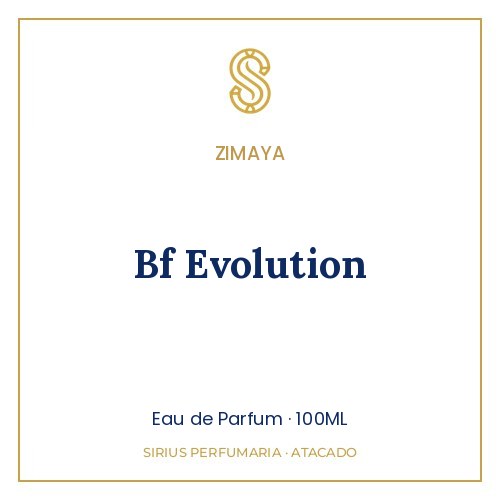 ZIMAYA
Bf Evolution
Eau de Parfum · 100ML
SIRIUS PERFUMARIA · ATACADO